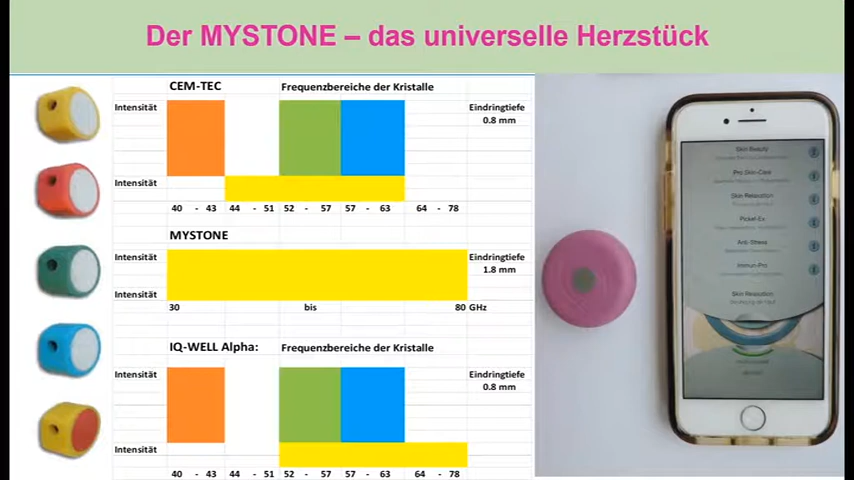 Der MYSTONE – das universelle Herzstück
CEM-TEC Frequenzbereiche der Kristalle
Intensität Eindringtiefe
0.8 mm
Intensität
40 - 43 44 - 51 52 - 57 57 - 63 64 - 78
MYSTONE
Intensität Eindringtiefe
1.8 mm
Intensität
30 bis 80 GHz
IQ-WELL Alpha: Frequenzbereiche der Kristalle
Intensität Eindringtiefe
0.8 mm
Intensität
40 - 43 44 - 51 52 - 57 57 - 63 64 - 78
Skin Beauty
Pro Skin-Care
Skin Relaxation
Pickel-Ex
Anti-Stress
Immun-Pro
Skin Relaxation